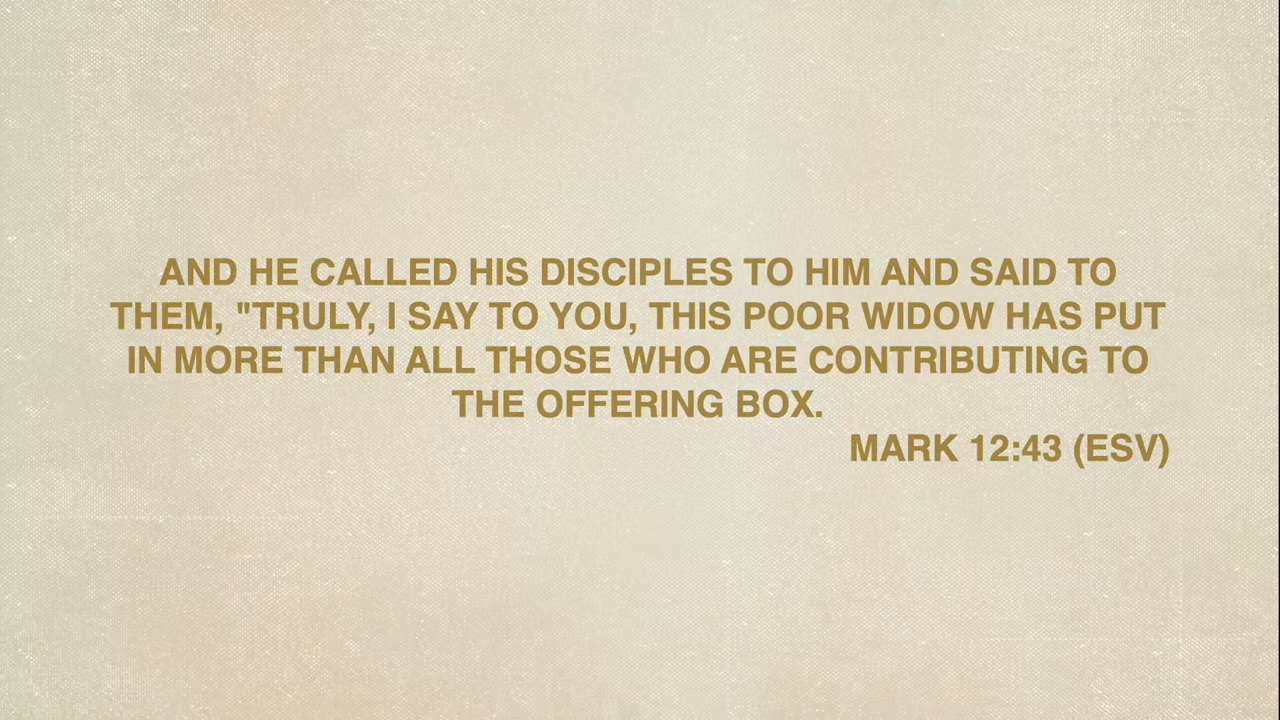 AND HE CALLED HIS DISCIPLES TO HIM AND SAID TO
THEM, "TRULY, I SAY TO YOU, THIS POOR WIDOW HAS PUT
IN MORE THAN ALL THOSE WHO ARE CONTRIBUTING TO
THE OFFERING BOX.
MARK 12:43 (ESV)